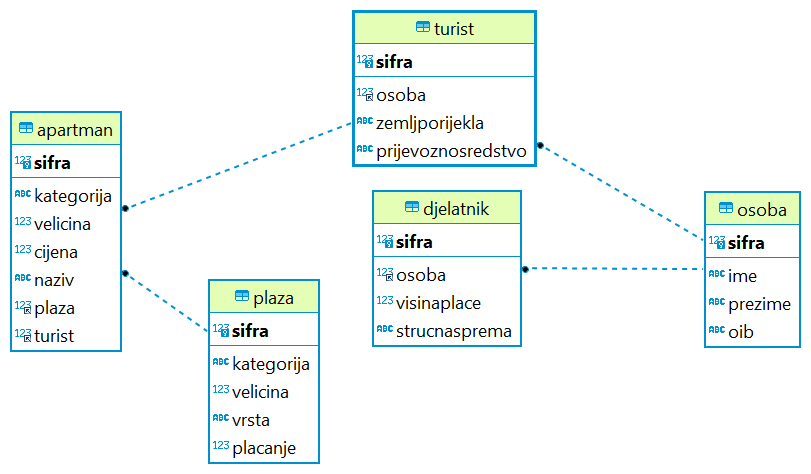 turist
123 sifra
123 osoba
ABC zemljporijekla
ABC prijevoznosredstvo
apartman
123 sifra
ABC kategorija
123 velicina
123 cijena
ABC naziv
123 plaza
123 turist
djelatnik
123 sifra
123 osoba
123 visinaplace
ABC strucnasprema
osoba
123 sifra
ABC ime
ABC prezime
ABC oib
plaza
123 sifra
ABC kategorija
123 velicina
ABC vrsta
123 placanje